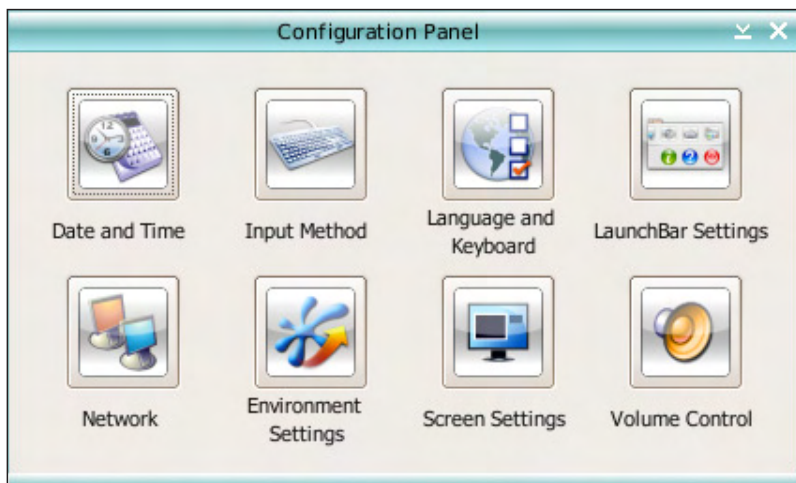 Configuration Panel
Date and Time
Input Method
Language and
Keyboard
LaunchBar Settings
Network
Environment
Settings
Screen Settings
Volume Control